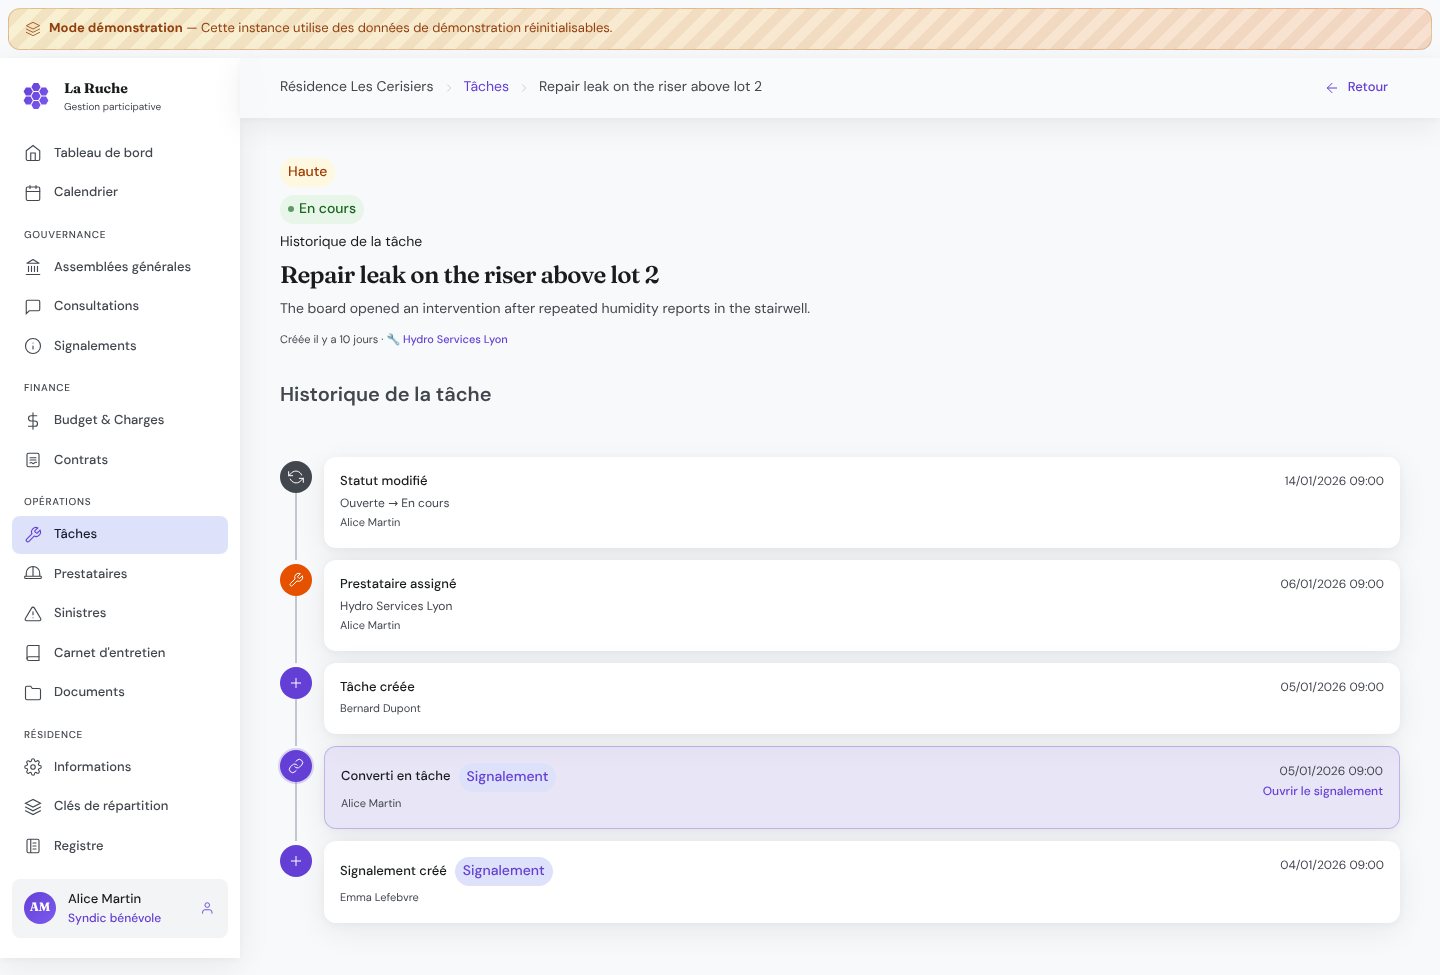 Mode démonstration — Cette instance utilise des données de démonstration réinitialisables.
La Ruche
Gestion participative
Tableau de bord
Calendrier
GOUVERNANCE
Assemblées générales
Consultations
Signalements
FINANCE
Budget & Charges
Contrats
OPÉRATIONS
Tâches
Prestataires
Sinistres
Carnet d'entretien
Documents
RÉSIDENCE
Informations
Clés de répartition
Registre
AM
Alice Martin
Syndic bénévole
Résidence Les Cerisiers > Tâches > Repair leak on the riser above lot 2
← Retour
Haute
En cours
Historique de la tâche
Repair leak on the riser above lot 2
The board opened an intervention after repeated humidity reports in the stairwell.
Créée il y a 10 jours · 🔧 Hydro Services Lyon
Historique de la tâche
Statut modifié 14/01/2026 09:00
Ouverte → En cours
Alice Martin
Prestataire assigné 06/01/2026 09:00
Hydro Services Lyon
Alice Martin
Tâche créée 05/01/2026 09:00
Bernard Dupont
Converti en tâche Signalement 05/01/2026 09:00
Ouvrir le signalement
Alice Martin
Signalement créé Signalement 04/01/2026 09:00
Emma Lefebvre